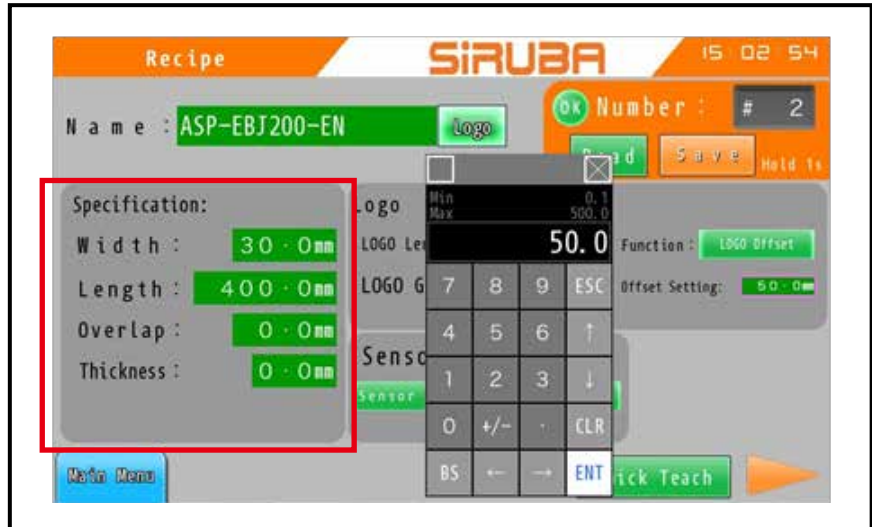 Recipe
SiRUBA
15 02 54
Name : ASP-EBJ200-EN
Logo
OK Number : # 2
Save
Hold 1s
Specification:
Width : 30.0mm
Length : 400.0mm
Overlap : 0.0mm
Thickness : 0.0mm
LOGO
LOGO G
Function : LOGO Offset
Offset Setting: 50.0mm
Sensor
Min 0.1
Max 500.0
50.0
7 8 9 ESC
4 5 6 ↑
1 2 3 ↓
0 +/- . CLR
BS ← → ENT
Main Menu
Teach